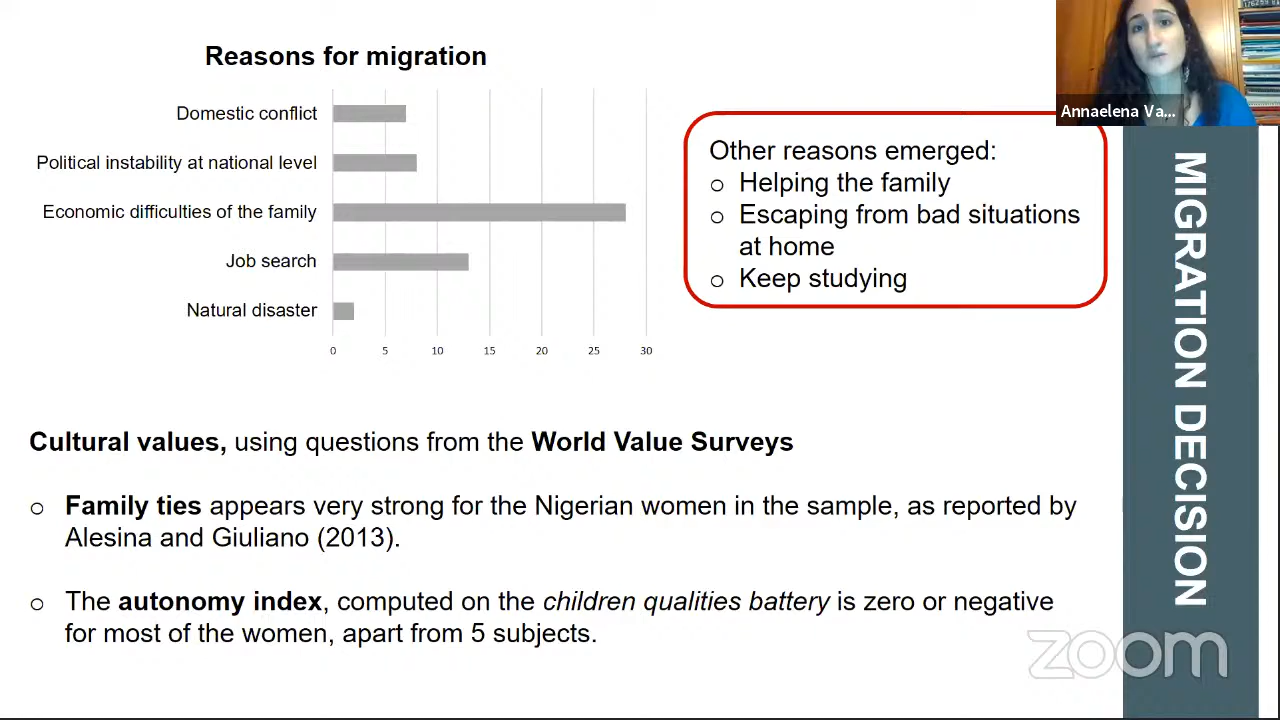 Reasons for migration
Domestic conflict
Political instability at national level
Economic difficulties of the family
Job search
Natural disaster
0 5 10 15 20 25 30
Other reasons emerged:
o Helping the family
o Escaping from bad situations
at home
o Keep studying
Annaelena Va...
MIGRATION DECISION
Cultural values, using questions from the World Value Surveys
o Family ties appears very strong for the Nigerian women in the sample, as reported by
Alesina and Giuliano (2013).
o The autonomy index, computed on the children qualities battery is zero or negative
for most of the women, apart from 5 subjects.
zoom